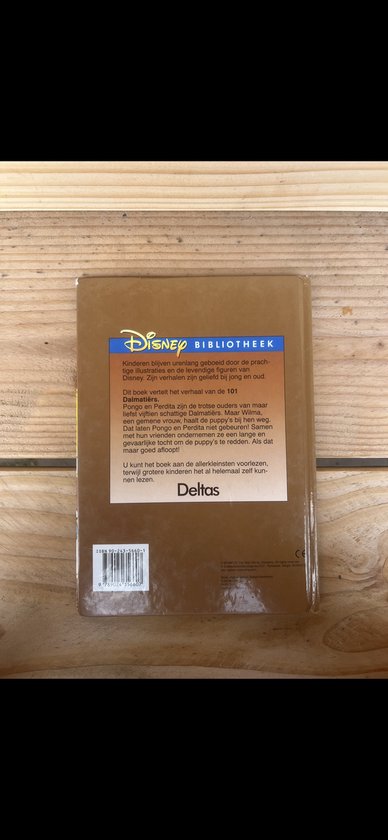 Disney BIBLIOTHEEK
Kinderen blijven urenlang geboeid door de prach-
tige illustraties en de levendige figuren van
Disney. Zijn verhalen zijn geliefd bij jong en oud.
Dit boek vertelt het verhaal van de 101
Dalmatiërs.
Pongo en Perdita zijn de trotse ouders van maar
liefst vijftien schattige Dalmatiërs. Maar Wilma,
een gemene vrouw, haalt de puppy's bij hen weg.
Dat laten Pongo en Perdita niet gebeuren! Samen
met hun vrienden ondernemen ze een lange en
gevaarlijke tocht om de puppy's te redden. Als dat
maar goed afloopt!
U kunt het boek aan de allerkleinsten voorlezen,
terwijl grotere kinderen het al helemaal zelf kun-
nen lezen.
Deltas
CE